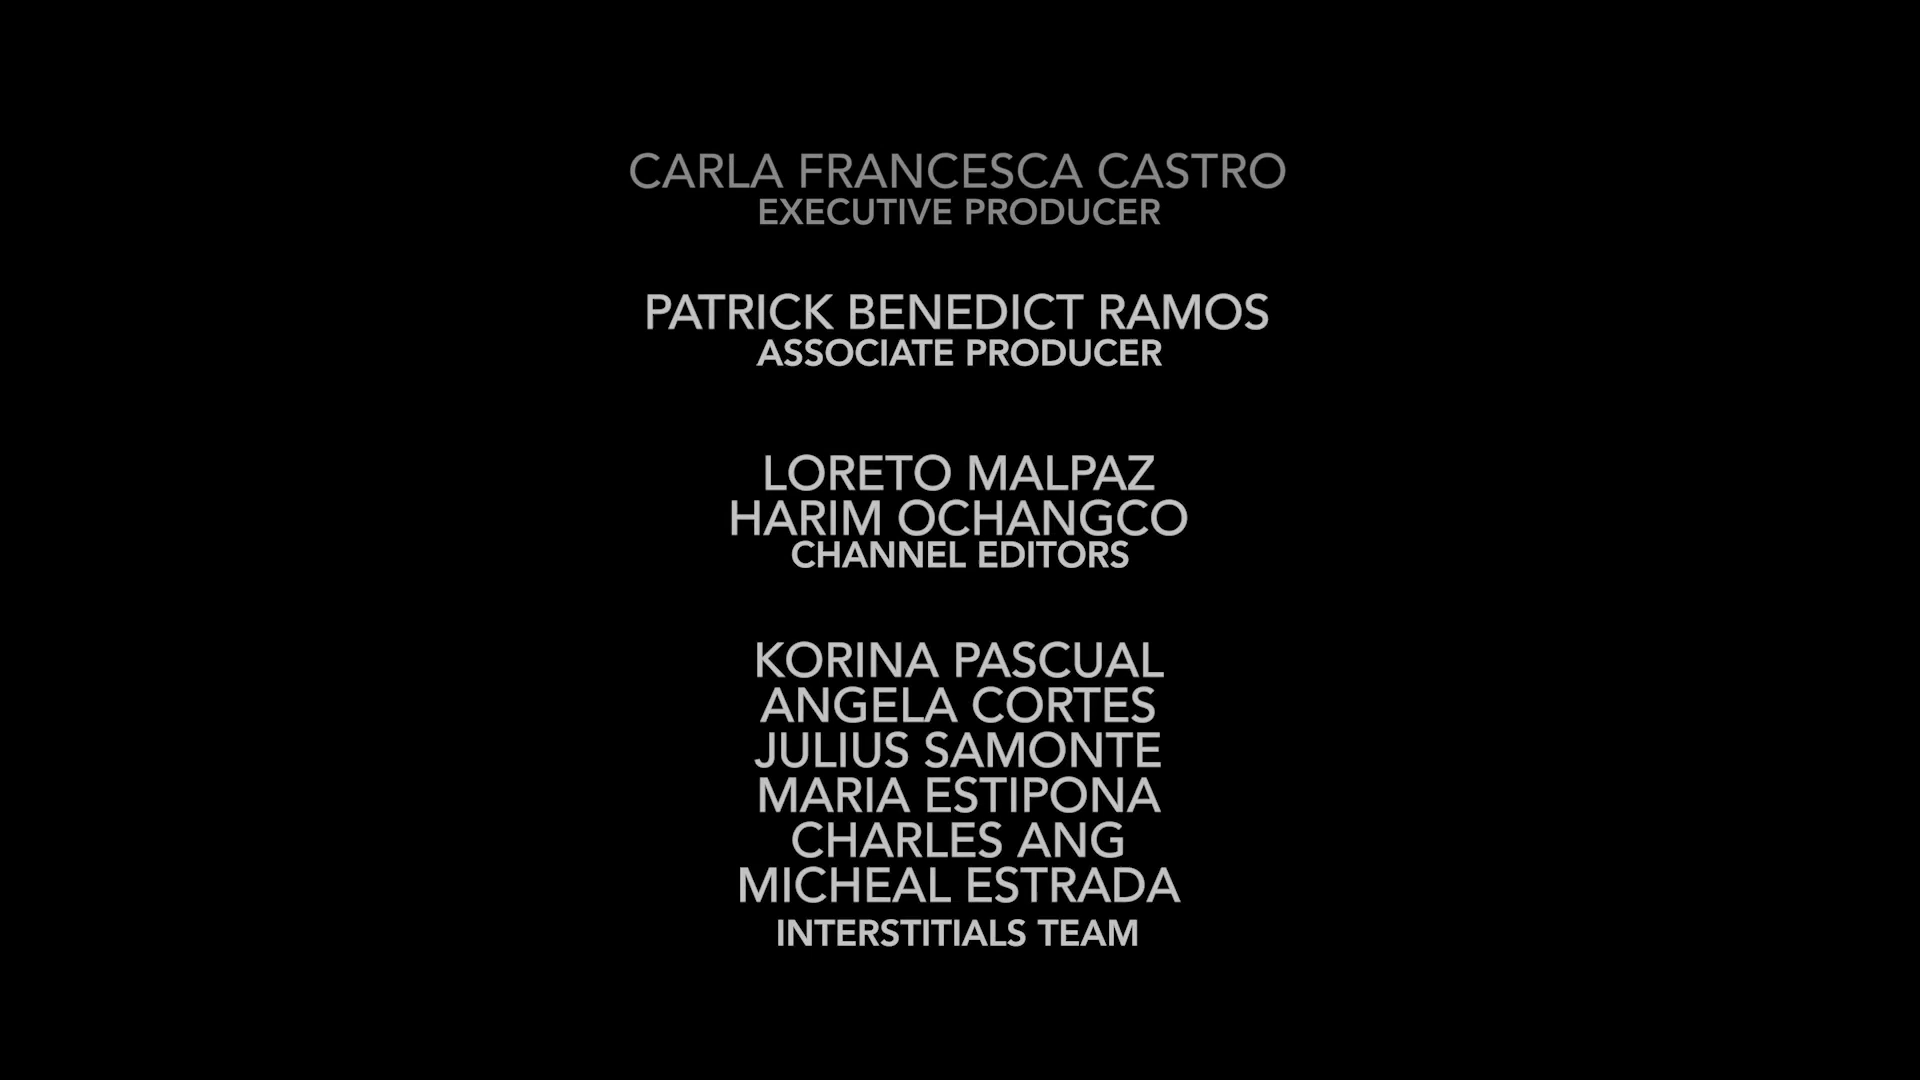 CARLA FRANCESCA CASTRO
EXECUTIVE PRODUCER
PATRICK BENEDICT RAMOS
ASSOCIATE PRODUCER
LORETO MALPAZ
HARIM OCHANGCO
CHANNEL EDITORS
KORINA PASCUAL
ANGELA CORTES
JULIUS SAMONTE
MARIA ESTIPONA
CHARLES ANG
MICHEAL ESTRADA
INTERSTITIALS TEAM